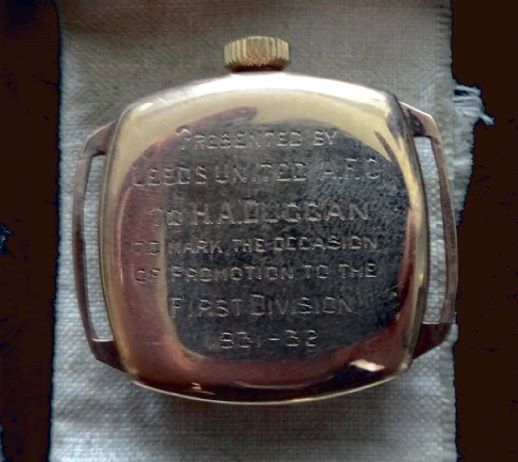 PRESENTED BY
LEEDS UNITED A.F.C
TO H.A.DUGGAN
TO MARK THE OCCASION
OF PROMOTION TO THE
FIRST DIVISION
1931-32